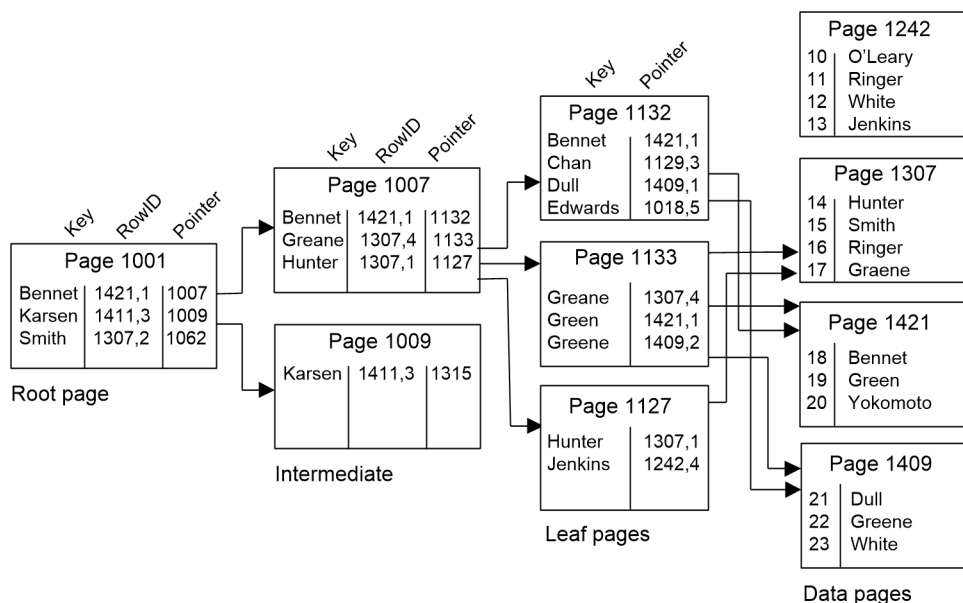 Key
RowID
Pointer
Page 1001
Bennet 1421,1 1007
Karsen 1411,3 1009
Smith 1307,2 1062
Root page
Key
RowID
Pointer
Page 1007
Bennet 1421,1 1132
Greane 1307,4 1133
Hunter 1307,1 1127
Page 1009
Karsen 1411,3 1315
Intermediate
Key
Pointer
Page 1132
Bennet 1421,1
Chan 1129,3
Dull 1409,1
Edwards 1018,5
Page 1133
Greane 1307,4
Green 1421,1
Greene 1409,2
Page 1127
Hunter 1307,1
Jenkins 1242,4
Leaf pages
Page 1242
10 O'Leary
11 Ringer
12 White
13 Jenkins
Page 1307
14 Hunter
15 Smith
16 Ringer
17 Graene
Page 1421
18 Bennet
19 Green
20 Yokomoto
Page 1409
21 Dull
22 Greene
23 White
Data pages